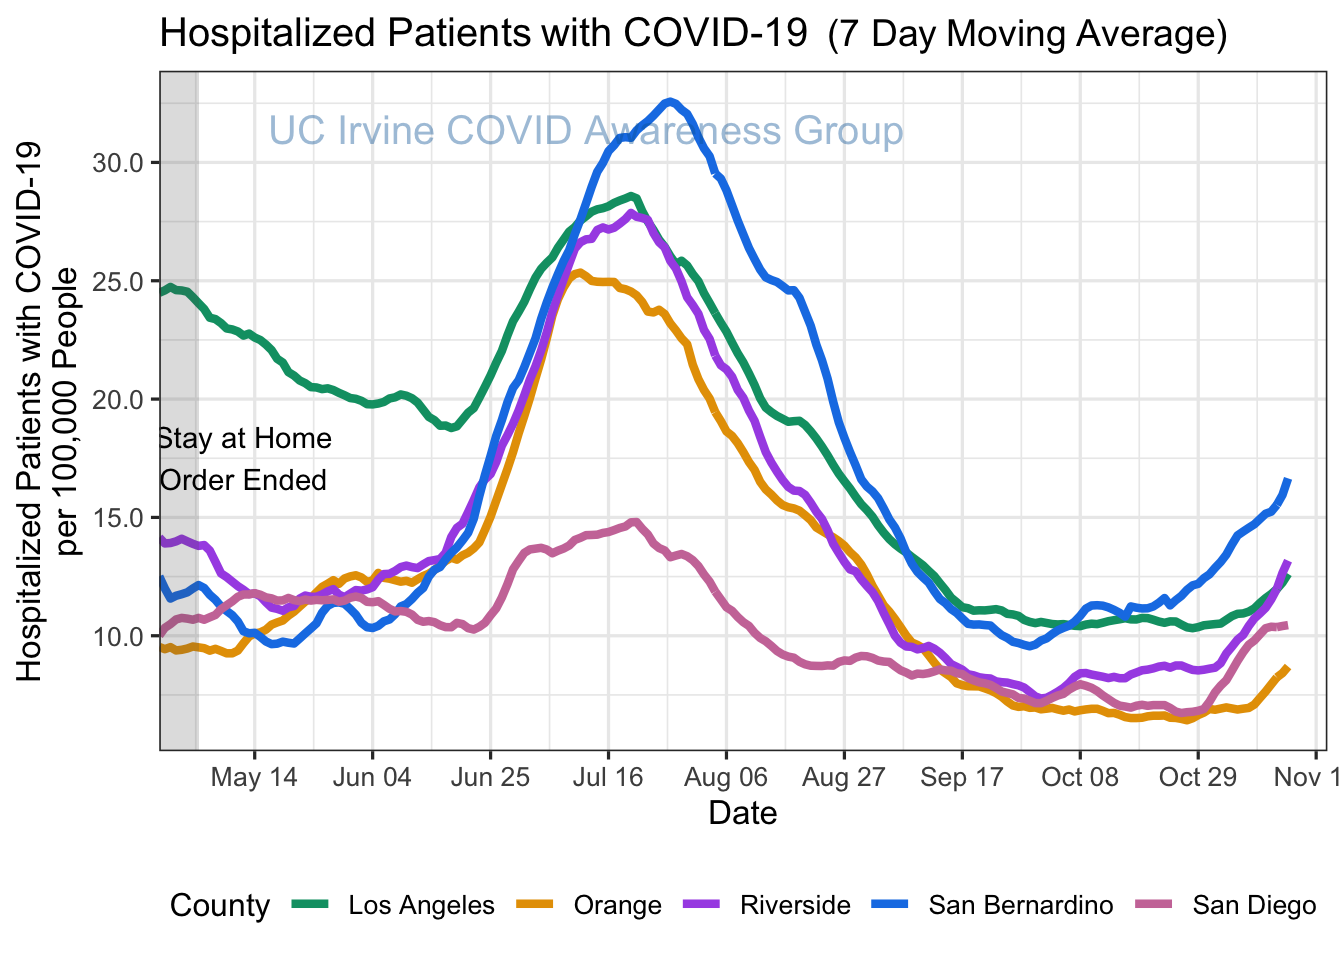 Hospitalized Patients with COVID-19 (7 Day Moving Average)
UC Irvine COVID Awareness Group
Hospitalized Patients with COVID-19
per 100,000 People
30.0
25.0
20.0
15.0
10.0
Stay at Home
Order Ended
May 14 Jun 04 Jun 25 Jul 16 Aug 06 Aug 27 Sep 17 Oct 08 Oct 29 Nov 1
Date
County Los Angeles Orange Riverside San Bernardino San Diego